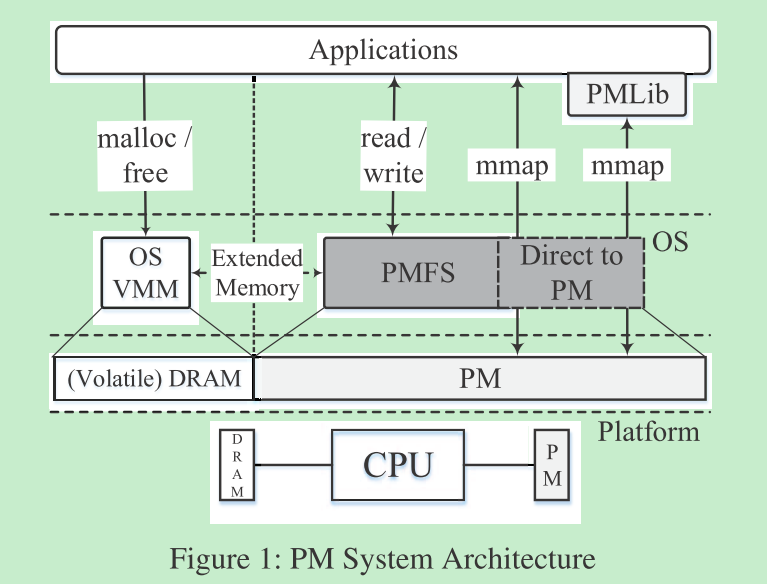 Applications
PMLib
malloc /
free
read /
write
mmap
mmap
OS
OS
VMM
Extended
Memory
PMFS
Direct to
PM
(Volatile) DRAM
PM
Platform
D
R
A
M
CPU
P
M
Figure 1: PM System Architecture